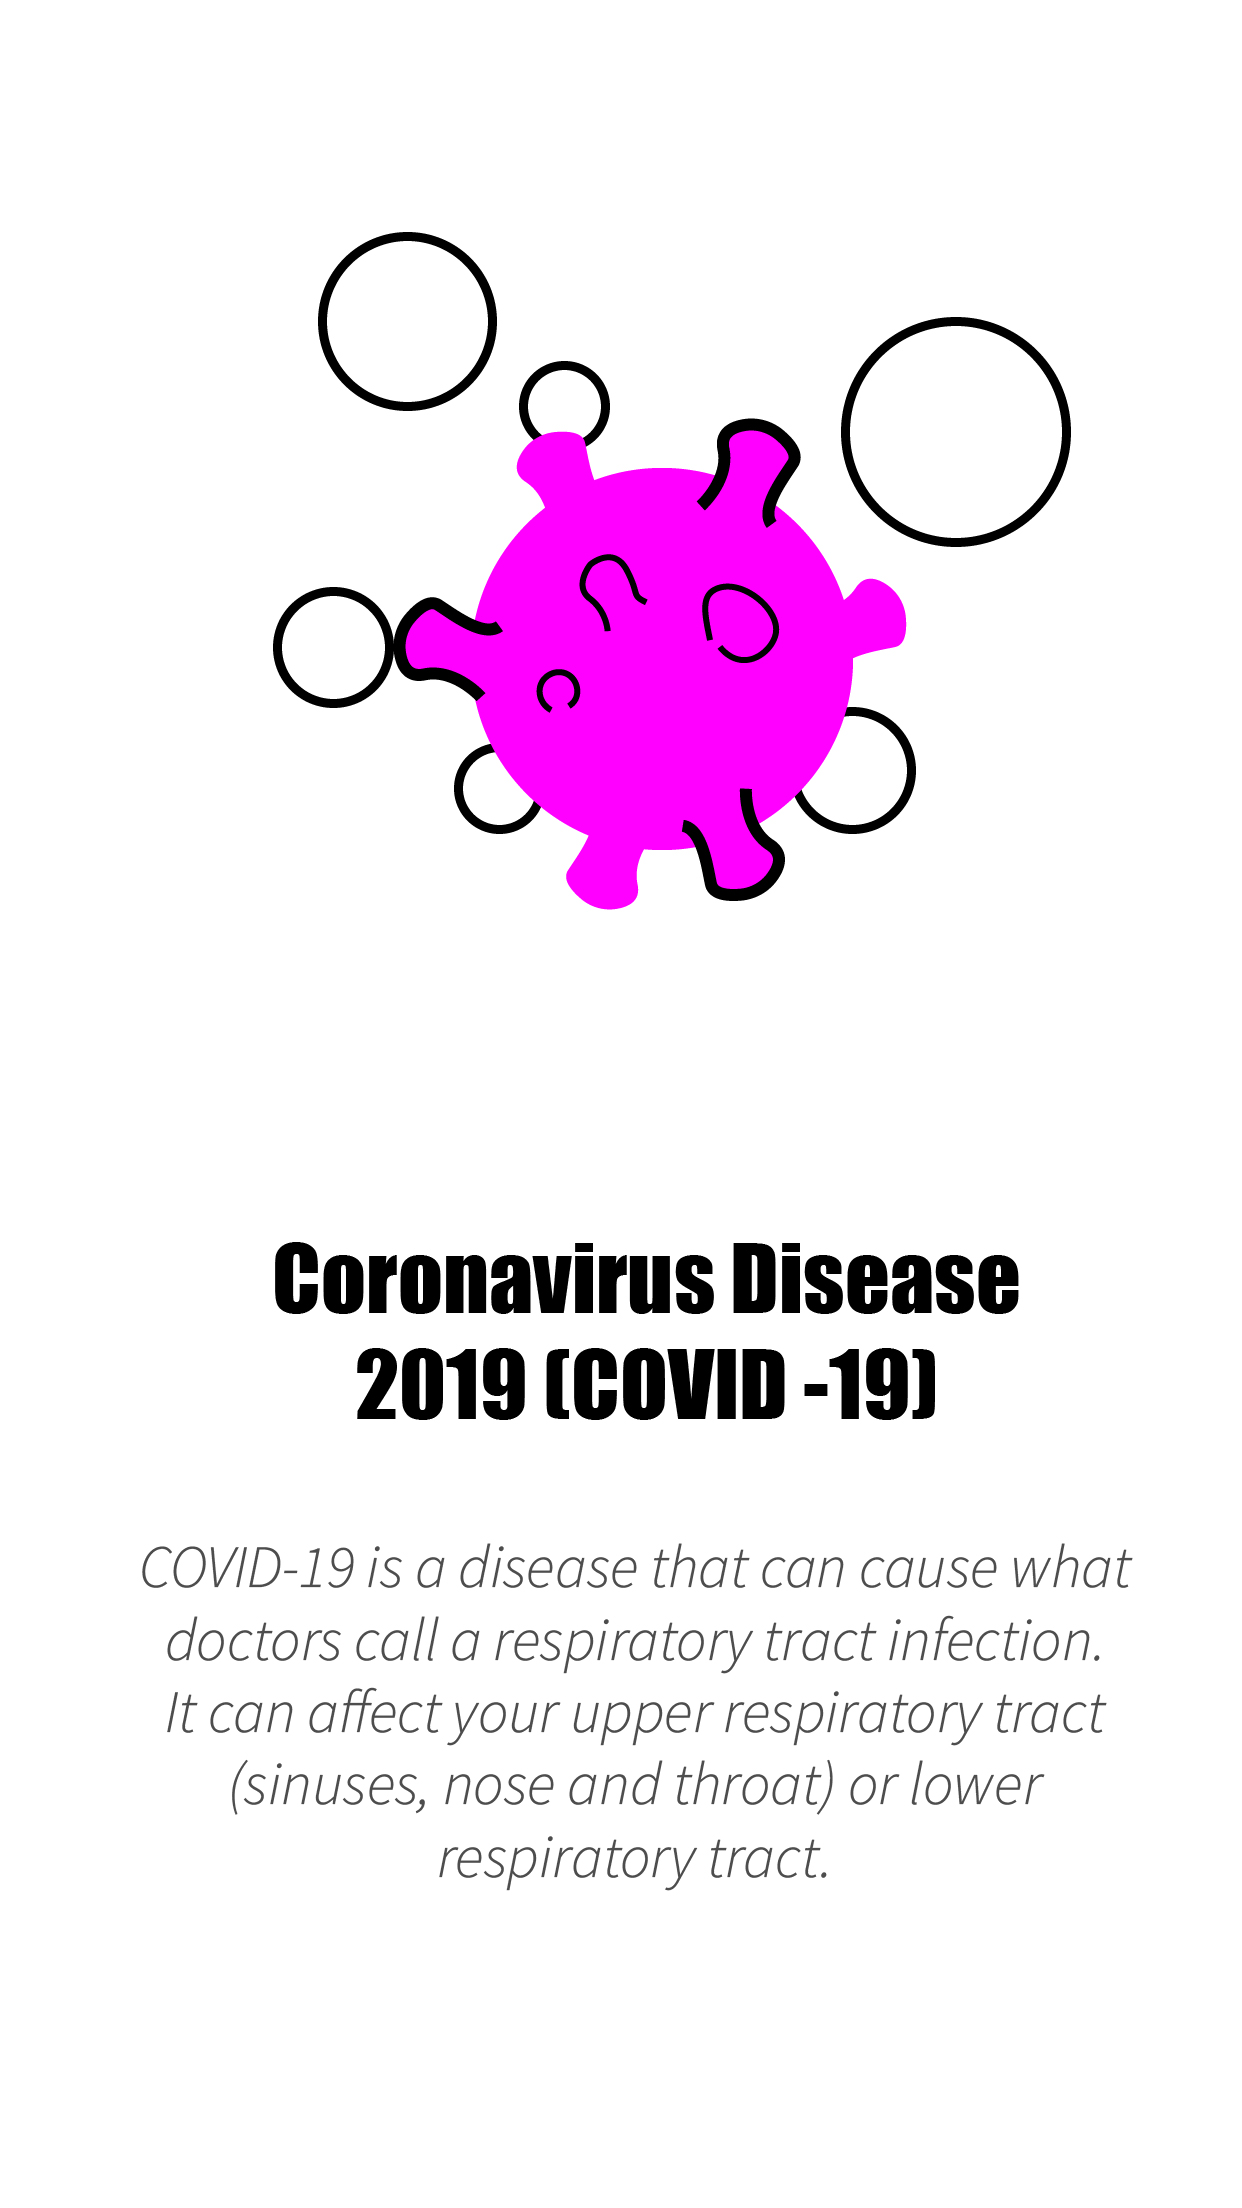 Coronavirus Disease
2019 (COVID -19)
COVID-19 is a disease that can cause what
doctors call a respiratory tract infection.
It can affect your upper respiratory tract
(sinuses, nose and throat) or lower
respiratory tract.